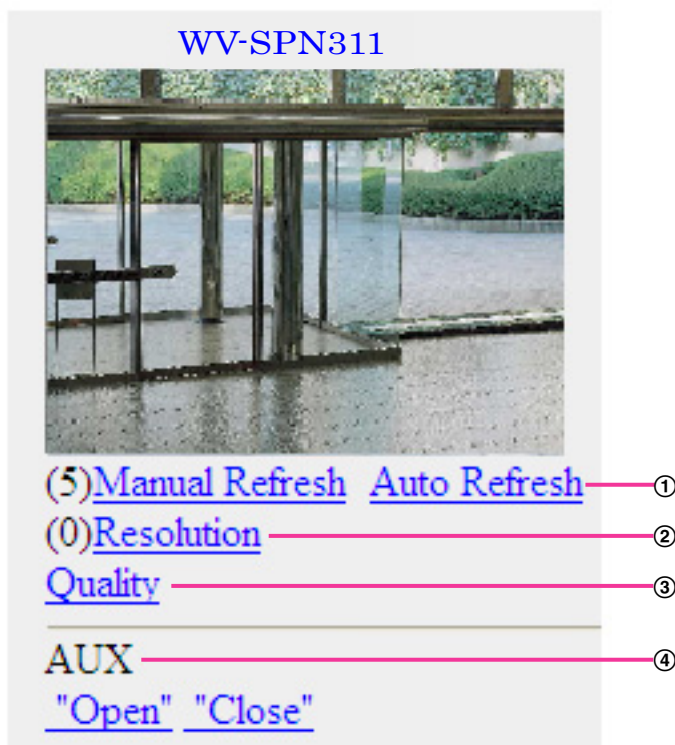 WV-SPN311
(5)Manual Refresh Auto Refresh ①
(0)Resolution ②
Quality ③
AUX ④
"Open" "Close"